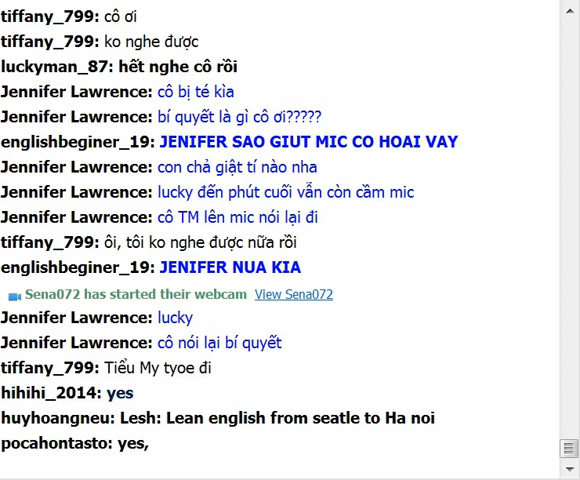 tiffany_799: cô ơi
tiffany_799: ko nghe được
luckyman_87: hết nghe cô rồi
Jennifer Lawrence: cô bị té kìa
Jennifer Lawrence: bí quyết là gì cô ơi?????
englishbeginer_19: JENIFER SAO GIUT MIC CO HOAI VAY
Jennifer Lawrence: con chả giật tí nào nha
Jennifer Lawrence: lucky đến phút cuối vẫn còn cầm mic
Jennifer Lawrence: cô TM lên mic nói lại đi
tiffany_799: ôi, tôi ko nghe được nữa rồi
englishbeginer_19: JENIFER NUA KIA
Sena072 has started their webcam View Sena072
Jennifer Lawrence: lucky
Jennifer Lawrence: cô nói lại bí quyết
tiffany_799: Tiểu My tyoe đi
hihihi_2014: yes
huyhoangneu: Lesh: Lean english from seatle to Ha noi
pocahontasto: yes,